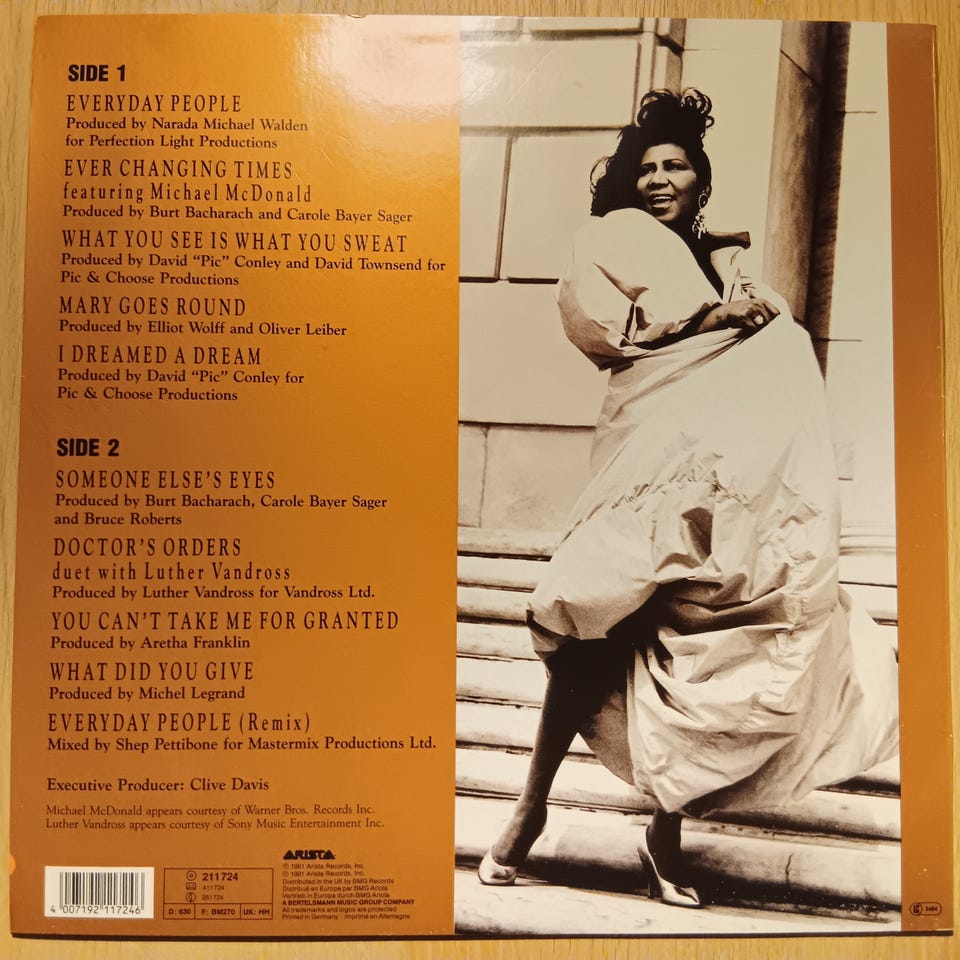 SIDE 1
EVERYDAY PEOPLE
Produced by Narada Michael Walden
for Perfection Light Productions
EVER CHANGING TIMES
featuring Michael McDonald
Produced by Burt Bacharach and Carole Bayer Sager
WHAT YOU SEE IS WHAT YOU SWEAT
Produced by David “Pic” Conley and David Townsend for
Pic & Choose Productions
MARY GOES ROUND
Produced by Elliot Wolff and Oliver Leiber
I DREAMED A DREAM
Produced by David “Pic” Conley for
Pic & Choose Productions
SIDE 2
SOMEONE ELSE'S EYES
Produced by Burt Bacharach, Carole Bayer Sager
and Bruce Roberts
DOCTOR'S ORDERS
duet with Luther Vandross
Produced by Luther Vandross for Vandross Ltd.
YOU CAN'T TAKE ME FOR GRANTED
Produced by Aretha Franklin
WHAT DID YOU GIVE
Produced by Michel Legrand
EVERYDAY PEOPLE (Remix)
Mixed by Shep Pettibone for Mastermix Productions Ltd.
Executive Producer: Clive Davis
Michael McDonald appears courtesy of Warner Bros. Records Inc.
Luther Vandross appears courtesy of Sony Music Entertainment Inc.
4 007192 117246
211724
411724
261724
D: 630 F: BM270 UK: HH
ARISTA
℗ 1991 Arista Records, Inc.
© 1991 Arista Records, Inc.
Distributed in the UK by BMG Records
Distribué en Europe par BMG Ariola
Vertrieb in Europa durch BMG Ariola
A BERTELSMANN MUSIC GROUP COMPANY
All trademarks and logos are protected
Printed in Germany Imprimé en Allemagne